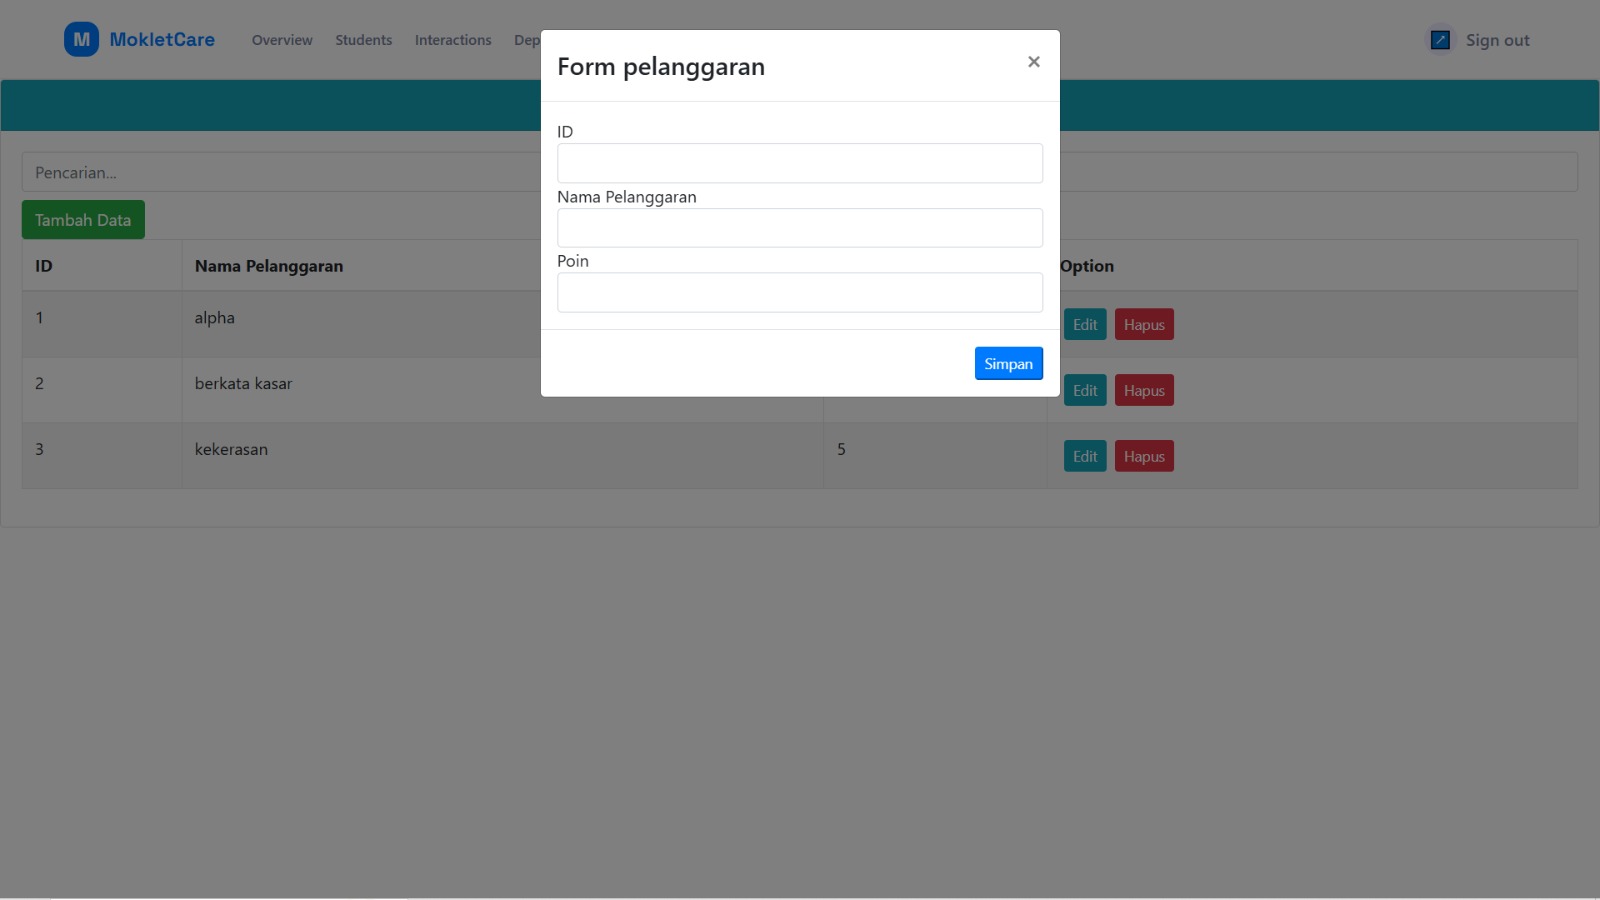 M MokletCare Overview Students Interactions Dep Sign out
Form pelanggaran ×
ID
Nama Pelanggaran
Poin
Simpan
Pencarian...
Tambah Data
ID Nama Pelanggaran Option
1 alpha Edit Hapus
2 berkata kasar Edit Hapus
3 kekerasan 5 Edit Hapus